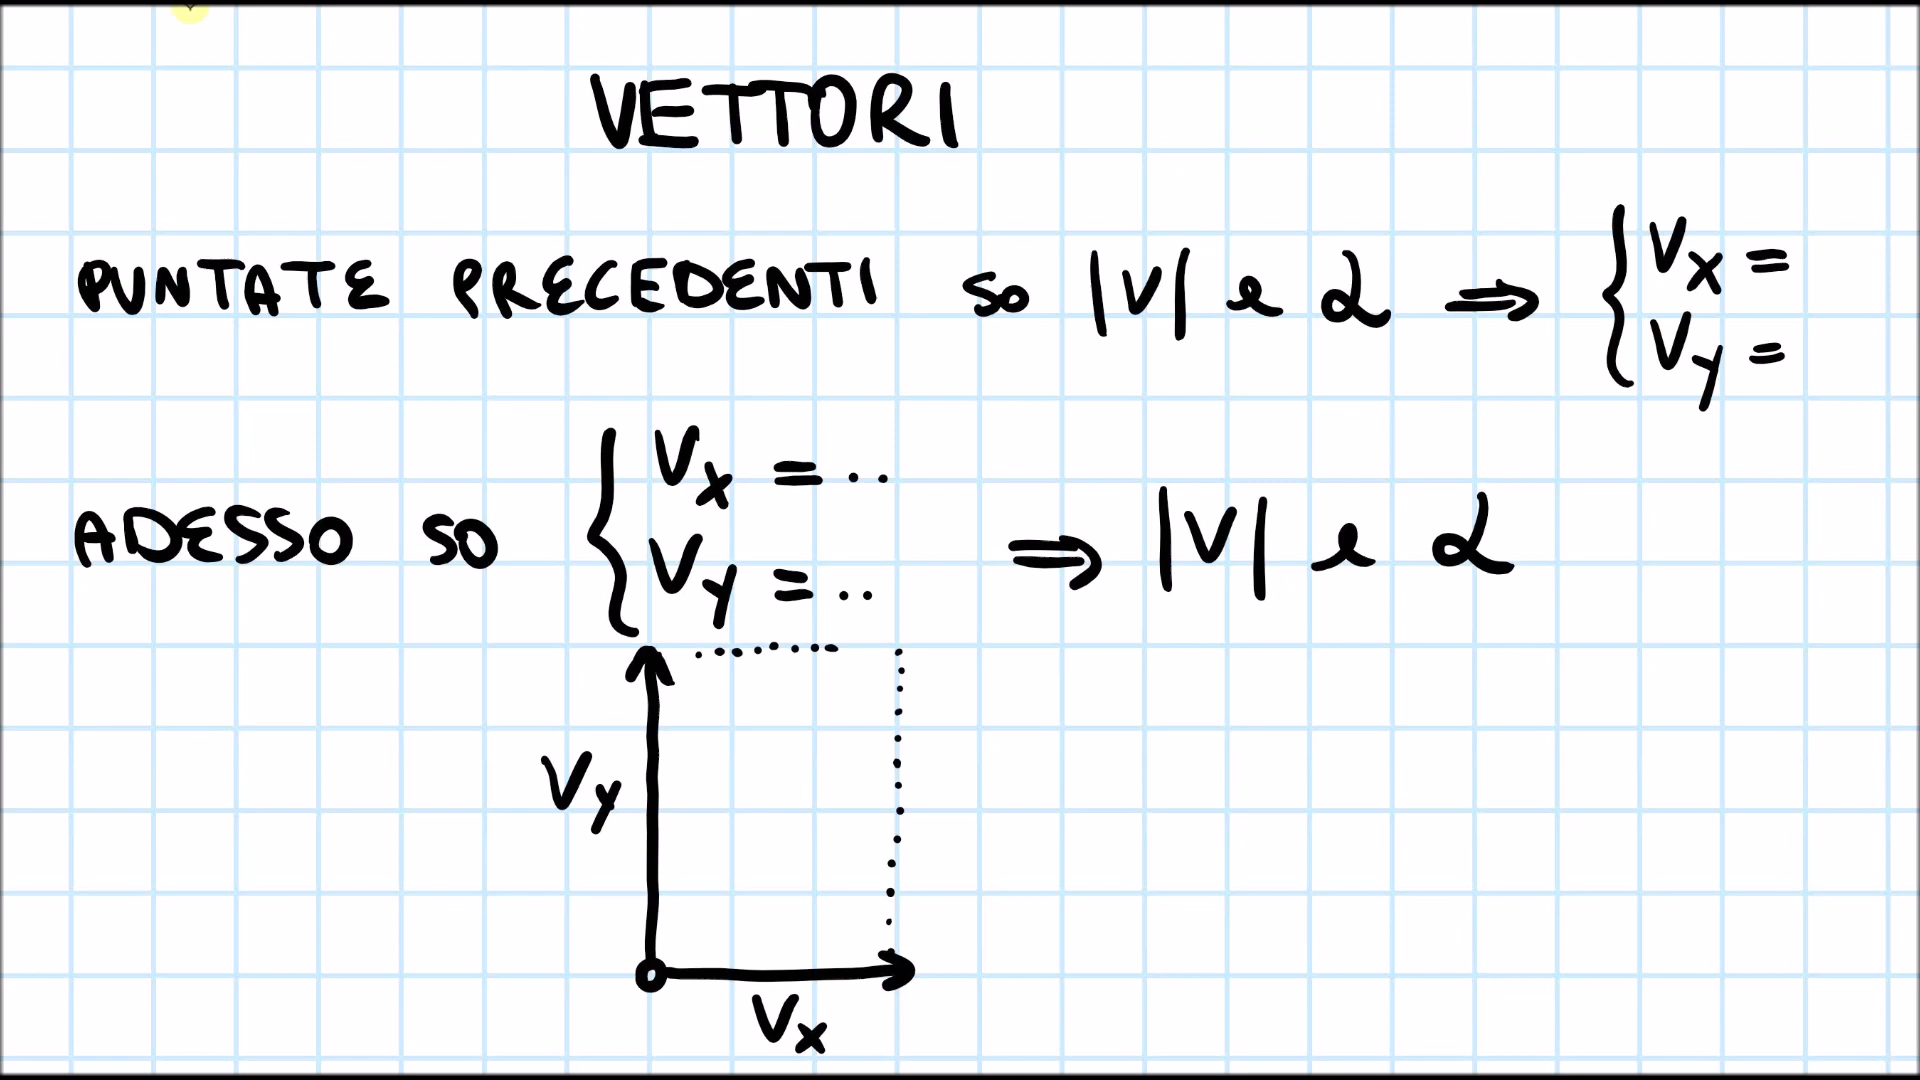 VETTORI
PUNTATE PRECEDENTI SO |V| e α ⇒ { Vx =
Vy =
ADESSO SO { Vx = ..
Vy = .. ⇒ |V| e α
Vy
Vx